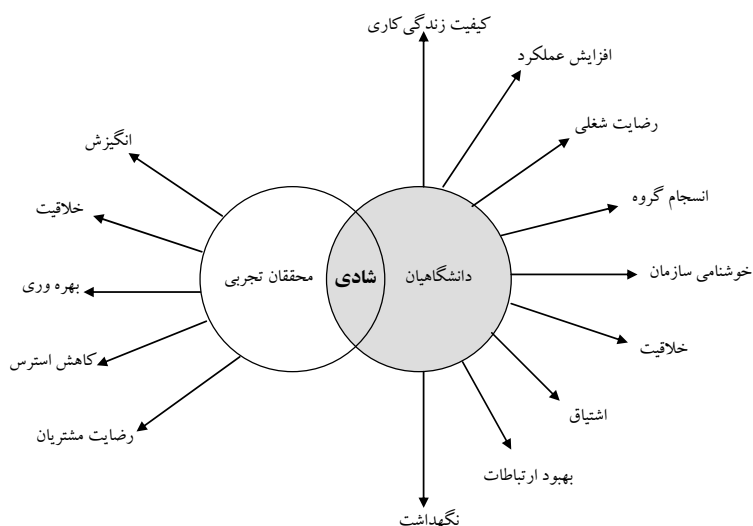 کیفیت زندگی کاری
افزایش عملکرد
رضایت شغلی
انسجام گروه
خوشنامی سازمان
خلاقیت
اشتیاق
بهبود ارتباطات
نگهداشت
دانشگاهیان
شادی
محققان تجربی
انگیزش
خلاقیت
بهره وری
کاهش استرس
رضایت مشتریان